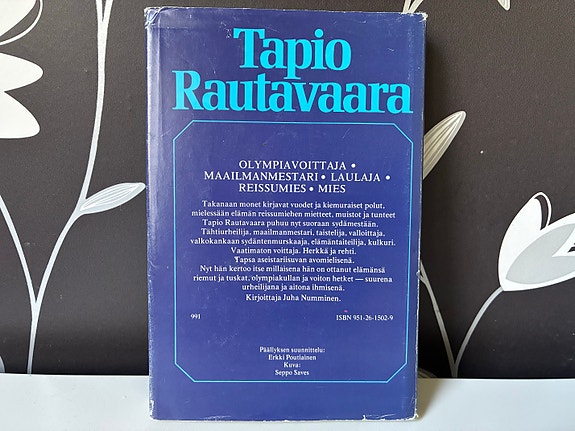 Tapio
Rautavaara
OLYMPIAVOITTAJA •
MAAILMANMESTARI • LAULAJA •
REISSUMIES • MIES
Takanaan monet kirjavat vuodet ja kiemuraiset polut,
mielessään elämän reissumiehen mietteet, muistot ja tunteet
Tapio Rautavaara puhuu nyt suoraan sydämestään.
Tähtiurheilija, maailmanmestari, taistelija, valloittaja,
valkokankaan sydäntenmurskaaja, elämäntaiteilija, kulkuri.
Vaatimaton voittaja. Herkkä ja rehti.
Tapsa aseistariisuvan avomielisenä.
Nyt hän kertoo itse millaisena hän on ottanut elämänsä
riemut ja tuskat, olympiakullan ja voiton hetket — suurena
urheilijana ja aitona ihmisenä.
Kirjoittaja Juha Numminen.
991 ISBN 951-26-1502-9
Päällyksen suunnittelu:
Erkki Poutiainen
Kuva:
Seppo Saves